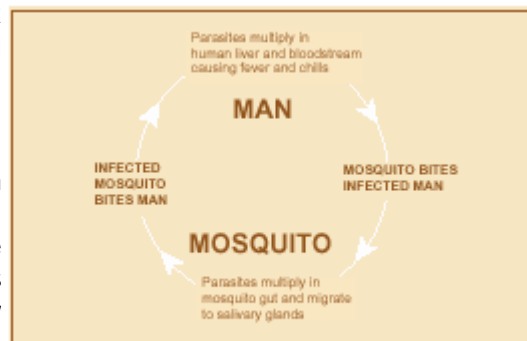 Parasites multiply in
human liver and bloodstream
causing fever and chills
MAN
INFECTED
MOSQUITO
BITES MAN
MOSQUITO BITES
INFECTED MAN
MOSQUITO
Parasites multiply in
mosquito gut and migrate
to salivary glands